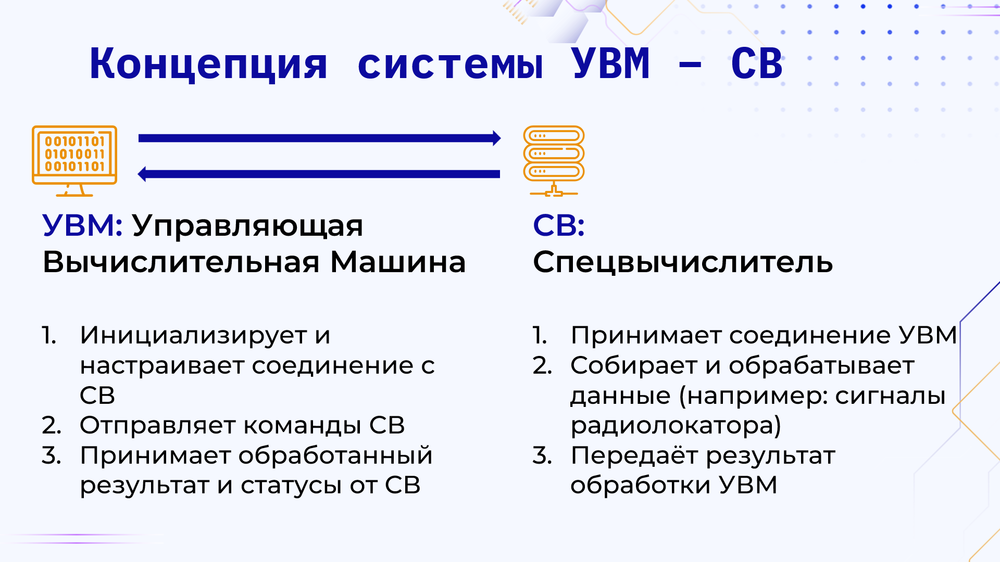 Концепция системы УВМ – СВ
00101101
01010011
00101101
УВМ: Управляющая
Вычислительная Машина
1. Инициализирует и
настраивает соединение с
СВ
2. Отправляет команды СВ
3. Принимает обработанный
результат и статусы от СВ
СВ:
Спецвычислитель
1. Принимает соединение УВМ
2. Собирает и обрабатывает
данные (например: сигналы
радиолокатора)
3. Передаёт результат
обработки УВМ